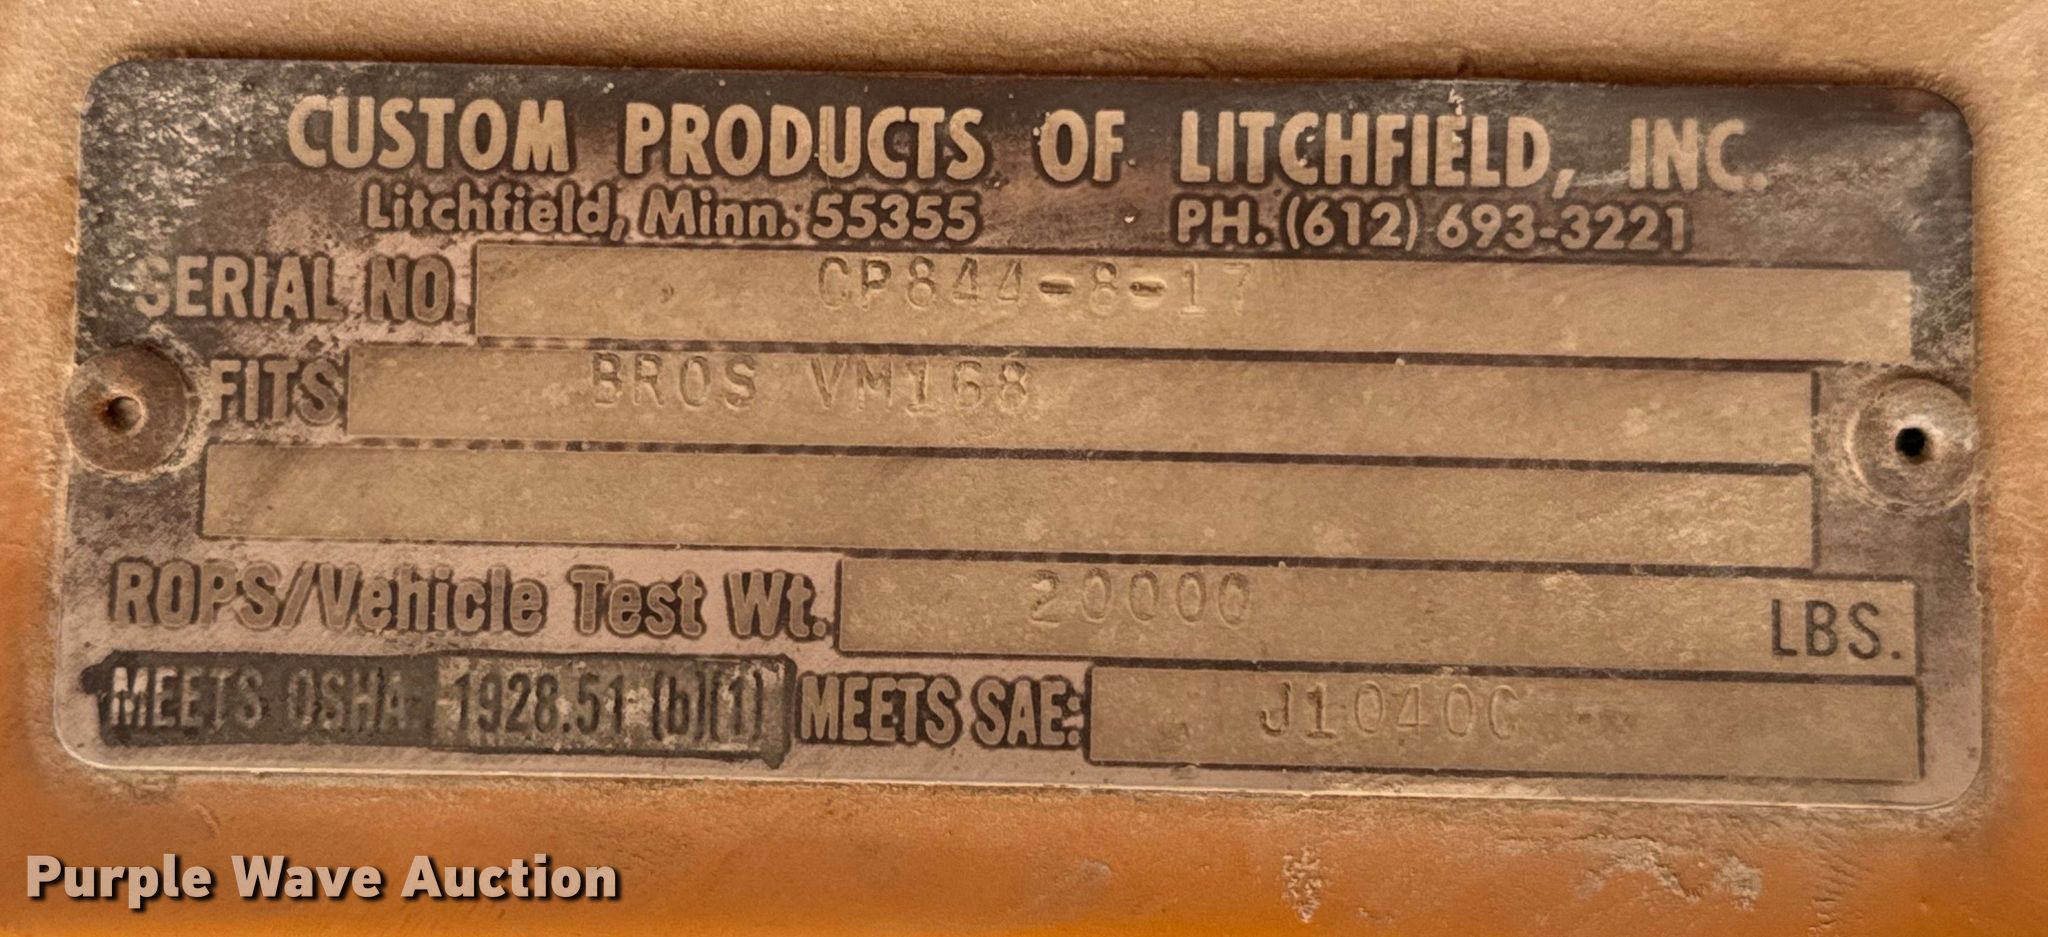 CUSTOM PRODUCTS OF LITCHFIELD, INC.
Litchfield, Minn. 55355 PH. (612) 693-3221
SERIAL NO. CP844-8-17
FITS BROS VM168
ROPS/Vehicle Test Wt. 20000 LBS.
MEETS OSHA 1928.51 (b)(1) MEETS SAE: J1040C
Purple Wave Auction